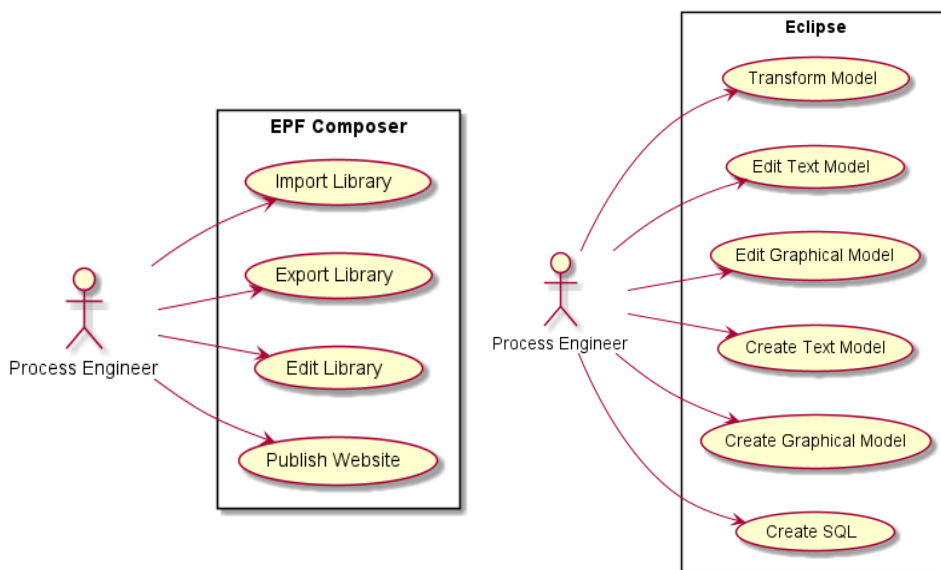 EPF Composer
Import Library
Export Library
Edit Library
Publish Website
Process Engineer
Eclipse
Transform Model
Edit Text Model
Edit Graphical Model
Create Text Model
Create Graphical Model
Create SQL
Process Engineer